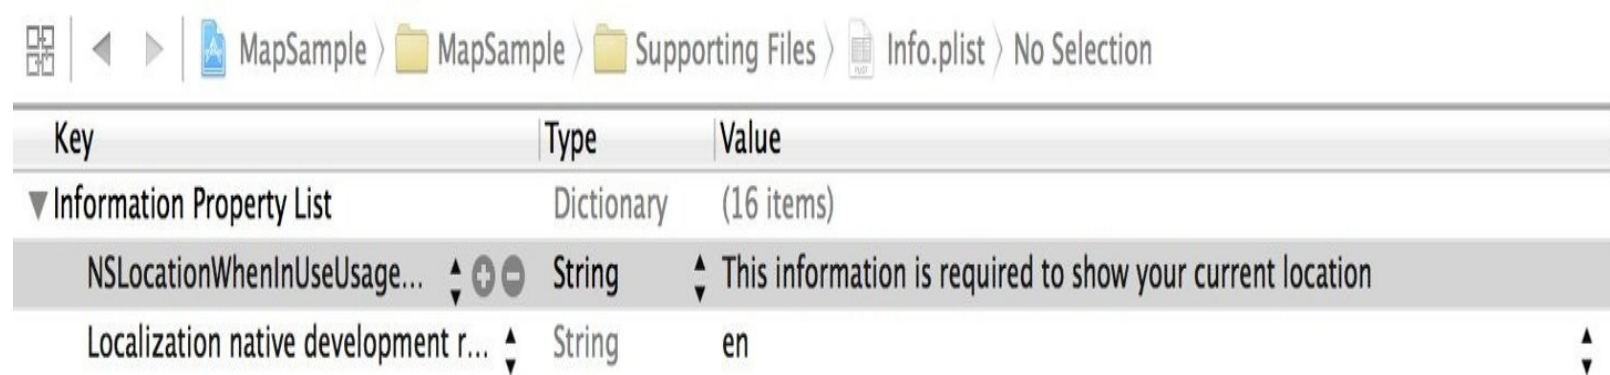 MapSample MapSample Supporting Files Info.plist No Selection
Key Type Value
Information Property List Dictionary (16 items)
NSLocationWhenInUseUsage... String This information is required to show your current location
Localization native development r... String en